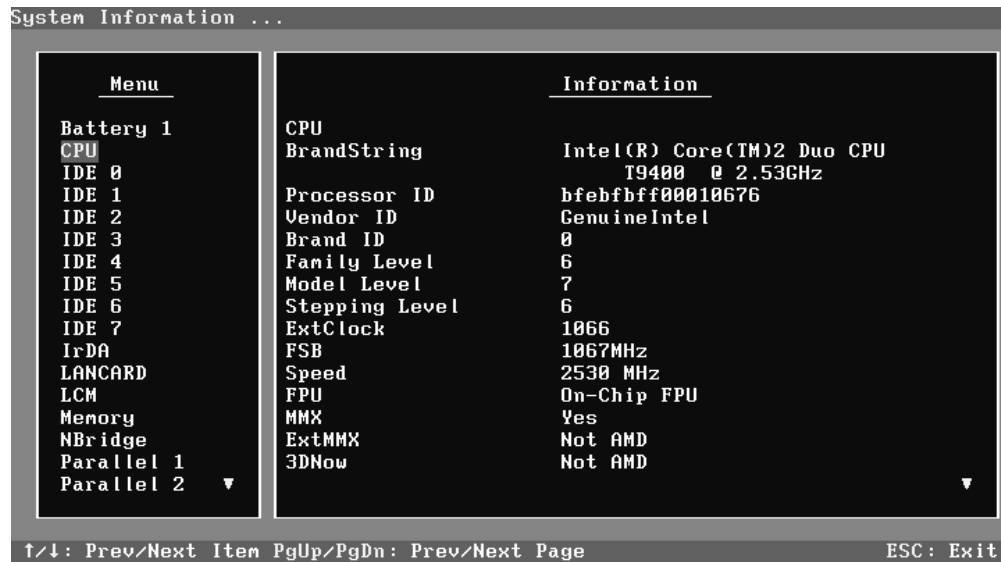 System Information ...
Menu
Battery 1
CPU
IDE 0
IDE 1
IDE 2
IDE 3
IDE 4
IDE 5
IDE 6
IDE 7
IrDA
LANCARD
LCM
Memory
NBridge
Parallel 1
Parallel 2 ▼
Information
CPU
BrandString Intel(R) Core(TM)2 Duo CPU
T9400 @ 2.53GHz
Processor ID bfebfbff00010676
Vendor ID GenuineIntel
Brand ID 0
Family Level 6
Model Level 7
Stepping Level 6
ExtClock 1066
FSB 1067MHz
Speed 2530 MHz
FPU On-Chip FPU
MMX Yes
ExtMMX Not AMD
3DNow Not AMD
▼
↑/↓: Prev/Next Item PgUp/PgDn: Prev/Next Page ESC: Exit